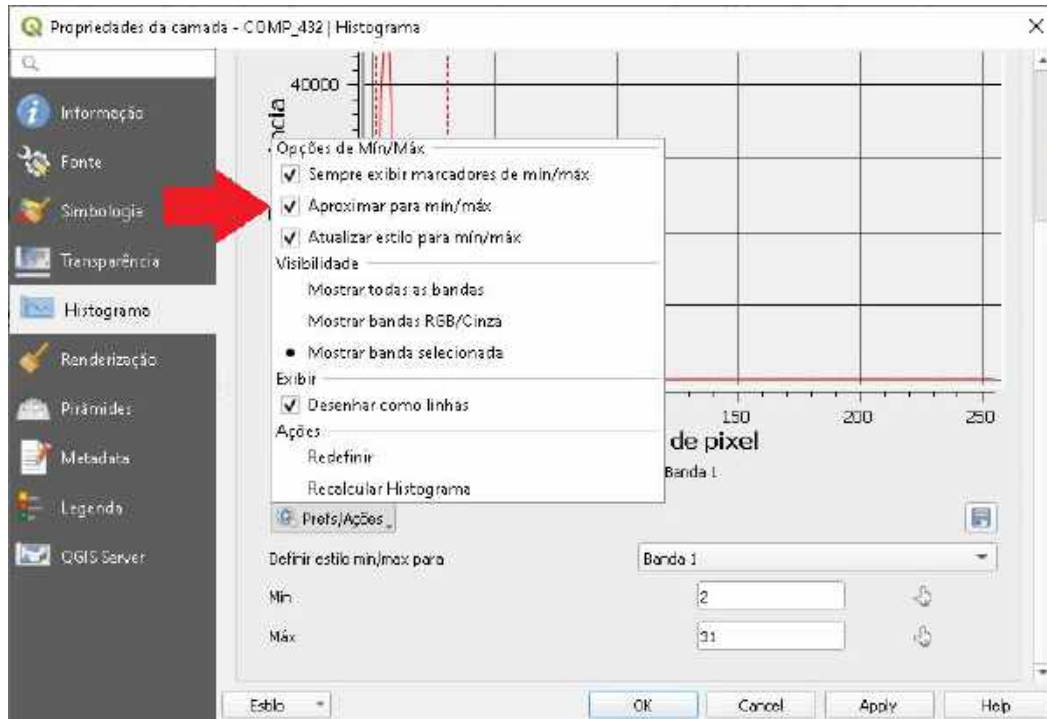 Propriedades da camada - COMP_432 | Histograma
Informação
Fonte
Simbologia
Transparência
Histograma
Renderização
Pirâmides
Metadata
Legenda
QGIS Server
40000
Opções de Mín/Máx
Sempre exibir marcadores de mín/máx
Aproximar para mín/máx
Atualizar estilo para mín/máx
Visibilidade
Mostrar todas as bandas
Mostrar bandas RGB/Cinza
Mostrar banda selecionada
Exibir
Desenhar como linhas
Ações
Redefinir
Recalcular Histograma
150 200 250
de pixel
Banda 1
Prefs/Ações
Definir estilo min/max para Banda 1
Mín 2
Máx 31
Estilo OK Cancel Apply Help